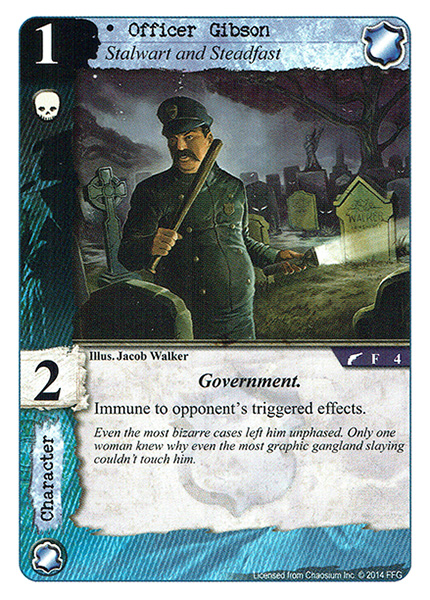 1
• Officer Gibson
Stalwart and Steadfast
WALKER
Illus. Jacob Walker
F 4
2
Government.
Immune to opponent's triggered effects.
Even the most bizarre cases left him unphased. Only one
woman knew why even the most graphic gangland slaying
couldn't touch him.
Character
Licensed from Chaosium Inc. © 2014 FFG